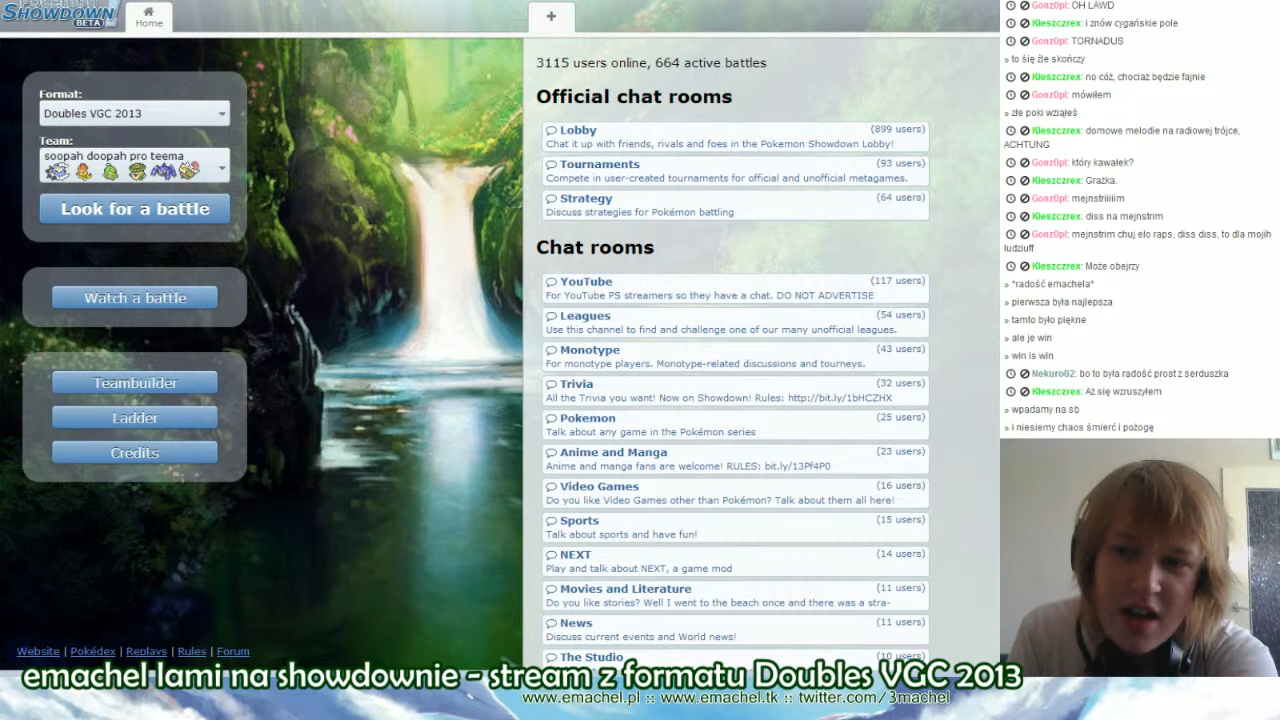 Pokémon
SHOWDOWN
BETA
Home
+
Format:
Doubles VGC 2013
Team:
soopah doopah pro teema
Look for a battle
Watch a battle
Teambuilder
Ladder
Credits
Website | Pokédex | Replays | Rules | Forum
3115 users online, 664 active battles
Official chat rooms
Lobby (899 users)
Chat it up with friends, rivals and foes in the Pokemon Showdown Lobby!
Tournaments (93 users)
Compete in user-created tournaments for official and unofficial metagames.
Strategy (64 users)
Discuss strategies for Pokémon battling
Chat rooms
YouTube (117 users)
For YouTube PS streamers so they have a chat. DO NOT ADVERTISE
Leagues (54 users)
Use this channel to find and challenge one of our many unofficial leagues.
Monotype (43 users)
For monotype players. Monotype-related discussions and tourneys.
Trivia (32 users)
All the Trivia you want! Now on Showdown! Rules: http://bit.ly/1bHCZHX
Pokemon (25 users)
Talk about any game in the Pokémon series
Anime and Manga (23 users)
Anime and manga fans are welcome! RULES: bit.ly/13Pf4P0
Video Games (16 users)
Do you like Video Games other than Pokémon? Talk about them all here!
Sports (15 users)
Talk about sports and have fun!
NEXT (14 users)
Play and talk about NEXT, a game mod
Movies and Literature (11 users)
Do you like stories? Well I went to the beach once and there was a stra-
News (11 users)
Discuss current events and World news!
The Studio (10 users)
Gonz0pl: OH LAWD
Kleszczrex: i znów cygańskie pole
Gonz0pl: TORNADUS
» to się źle skończy
Kleszczrex: no cóż, chociaż będzie fajnie
Gonz0pl: mówiłem
» złe poki wziąłeś
Kleszczrex: domowe melodie na radiowej trójce,
ACHTUNG
Gonz0pl: który kawałek?
Kleszczrex: Grażka.
Gonz0pl: mejnstriiiiim
Kleszczrex: diss na mejnstrim
Gonz0pl: mejnstrim chuj elo raps, diss diss, to dla mojih
ludziuff
Kleszczrex: Może obejrzy
» *radość emachela*
» pierwsza była najlepsza
» tamto było piękne
» ale je win
» win is win
Nekuro02: bo to była radość prost z serduszka
Kleszczrex: Aż się wzruszyłem
» wpadamy na sb
» i niesiemy chaos śmierć i pożogę
emachel lami na showdownie - stream z formatu Doubles VGC 2013
www.emachel.pl :: www.emachel.tk :: twitter.com/3machel